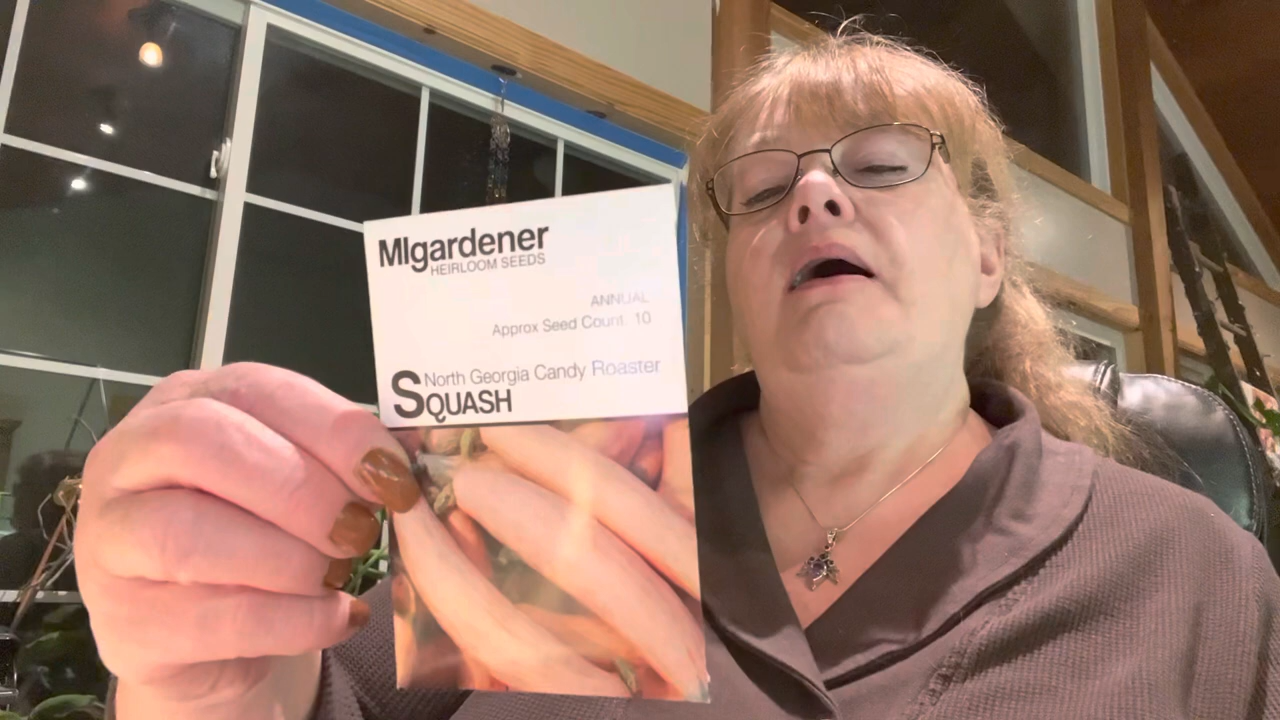 MIgardener
HEIRLOOM SEEDS
ANNUAL
Approx Seed Count: 10
North Georgia Candy Roaster
SQUASH